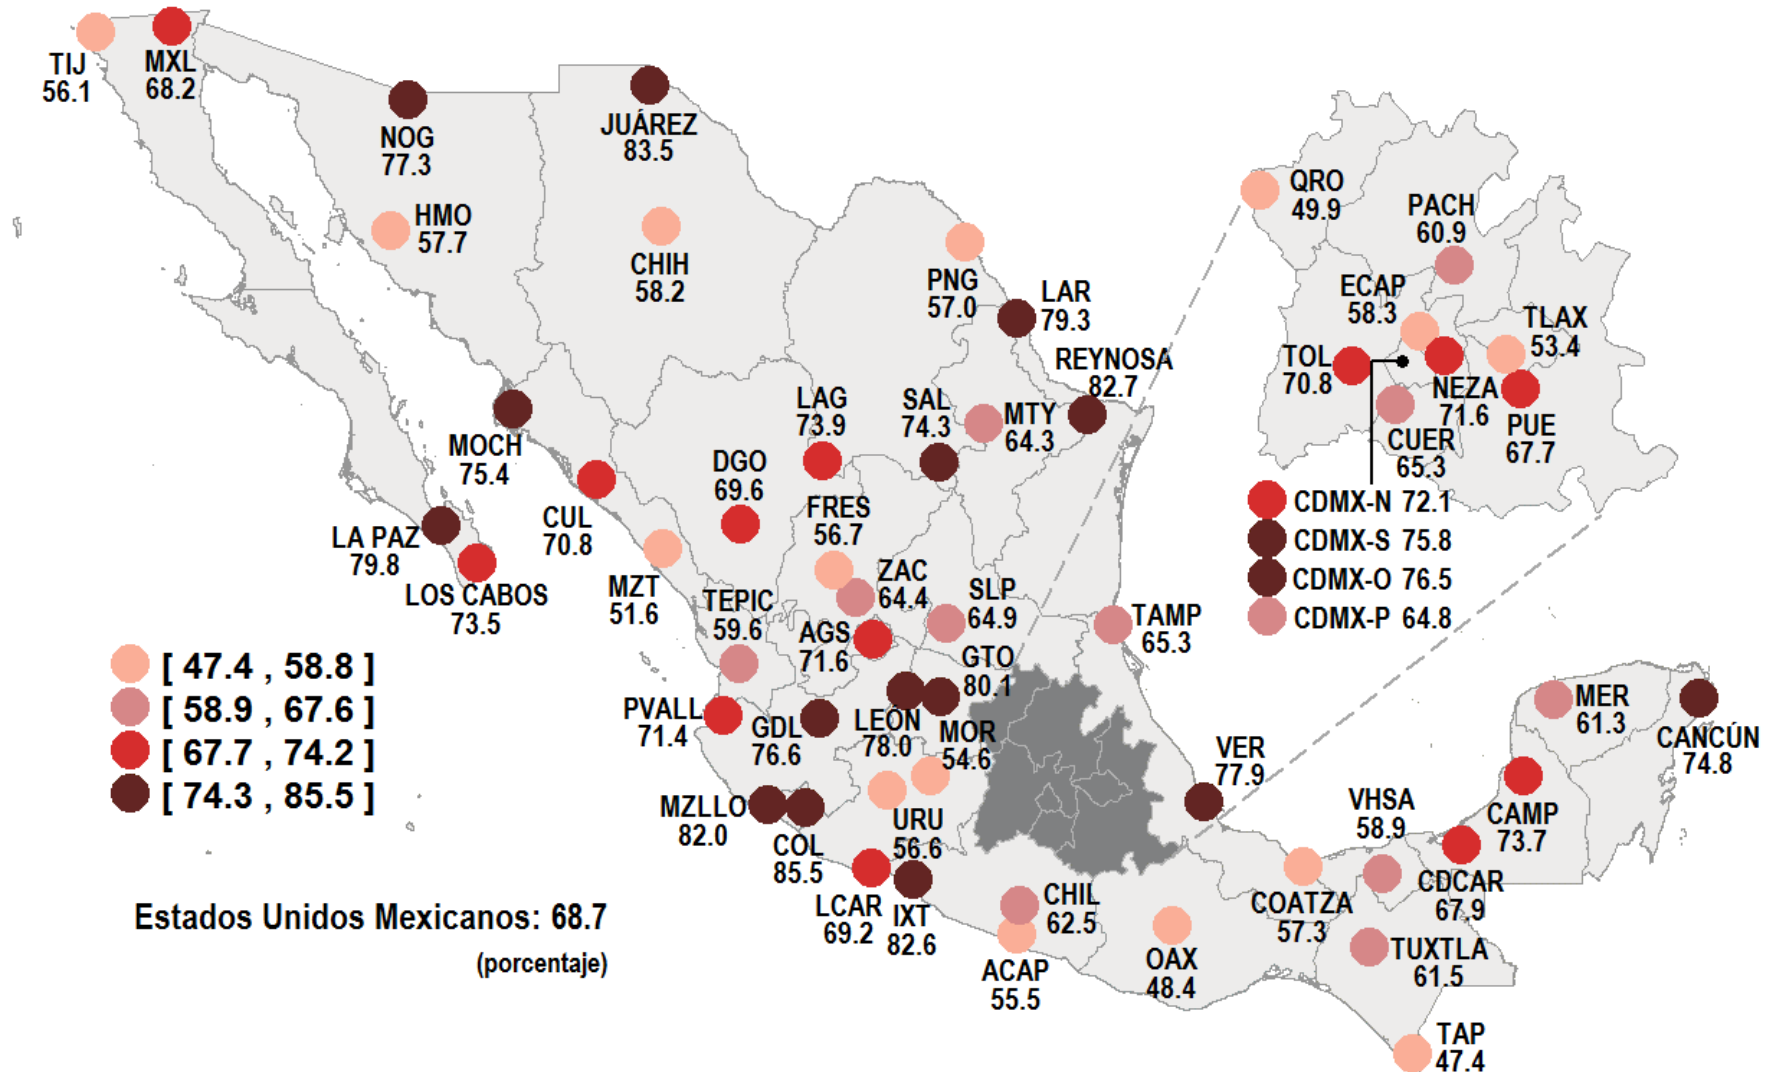 TIJ
56.1
MXL
68.2
NOG
77.3
JUÁREZ
83.5
HMO
57.7
CHIH
58.2
PNG
57.0
LAR
79.3
REYNOSA
82.7
QRO
49.9
PACH
60.9
ECAP
58.3
TLAX
53.4
TOL
70.8
NEZA
71.6
PUE
67.7
CUER
65.3
CDMX-N 72.1
CDMX-S 75.8
CDMX-O 76.5
CDMX-P 64.8
MOCH
75.4
LAG
73.9
SAL
74.3
MTY
64.3
DGO
69.6
CUL
70.8
FRES
56.7
LA PAZ
79.8
LOS CABOS
73.5
MZT
51.6
ZAC
64.4
SLP
64.9
TEPIC
59.6
AGS
71.6
TAMP
65.3
GTO
80.1
PVALL
71.4
GDL
76.6
LEÓN
78.0
MOR
54.6
VER
77.9
MER
61.3
CANCÚN
74.8
MZLLO
82.0
COL
85.5
URU
56.6
VHSA
58.9
CAMP
73.7
LCAR
69.2
IXT
82.6
CHIL
62.5
ACAP
55.5
OAX
48.4
COATZA
57.3
CDCAR
67.9
TUXTLA
61.5
TAP
47.4
[ 47.4 , 58.8 ]
[ 58.9 , 67.6 ]
[ 67.7 , 74.2 ]
[ 74.3 , 85.5 ]
Estados Unidos Mexicanos: 68.7
(porcentaje)